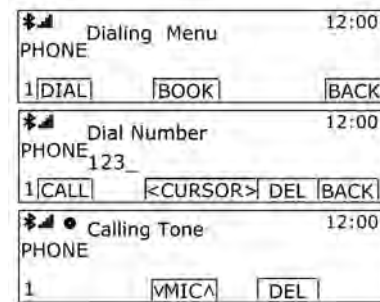 Dialing Menu 12:00
PHONE
1 DIAL BOOK BACK
Dial Number 12:00
PHONE
123_
1 CALL <CURSOR> DEL BACK
Calling Tone 12:00
PHONE
1 ˅MIC˄ DEL